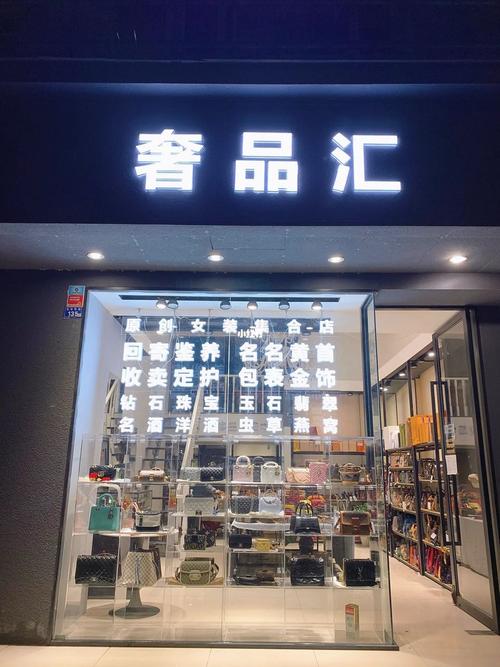 奢品汇
原创女装集合-店
回收 寄卖 鉴定 养护 名包 名表 黄金 首饰
钻石珠宝玉石翡翠
名酒洋酒虫草燕窝